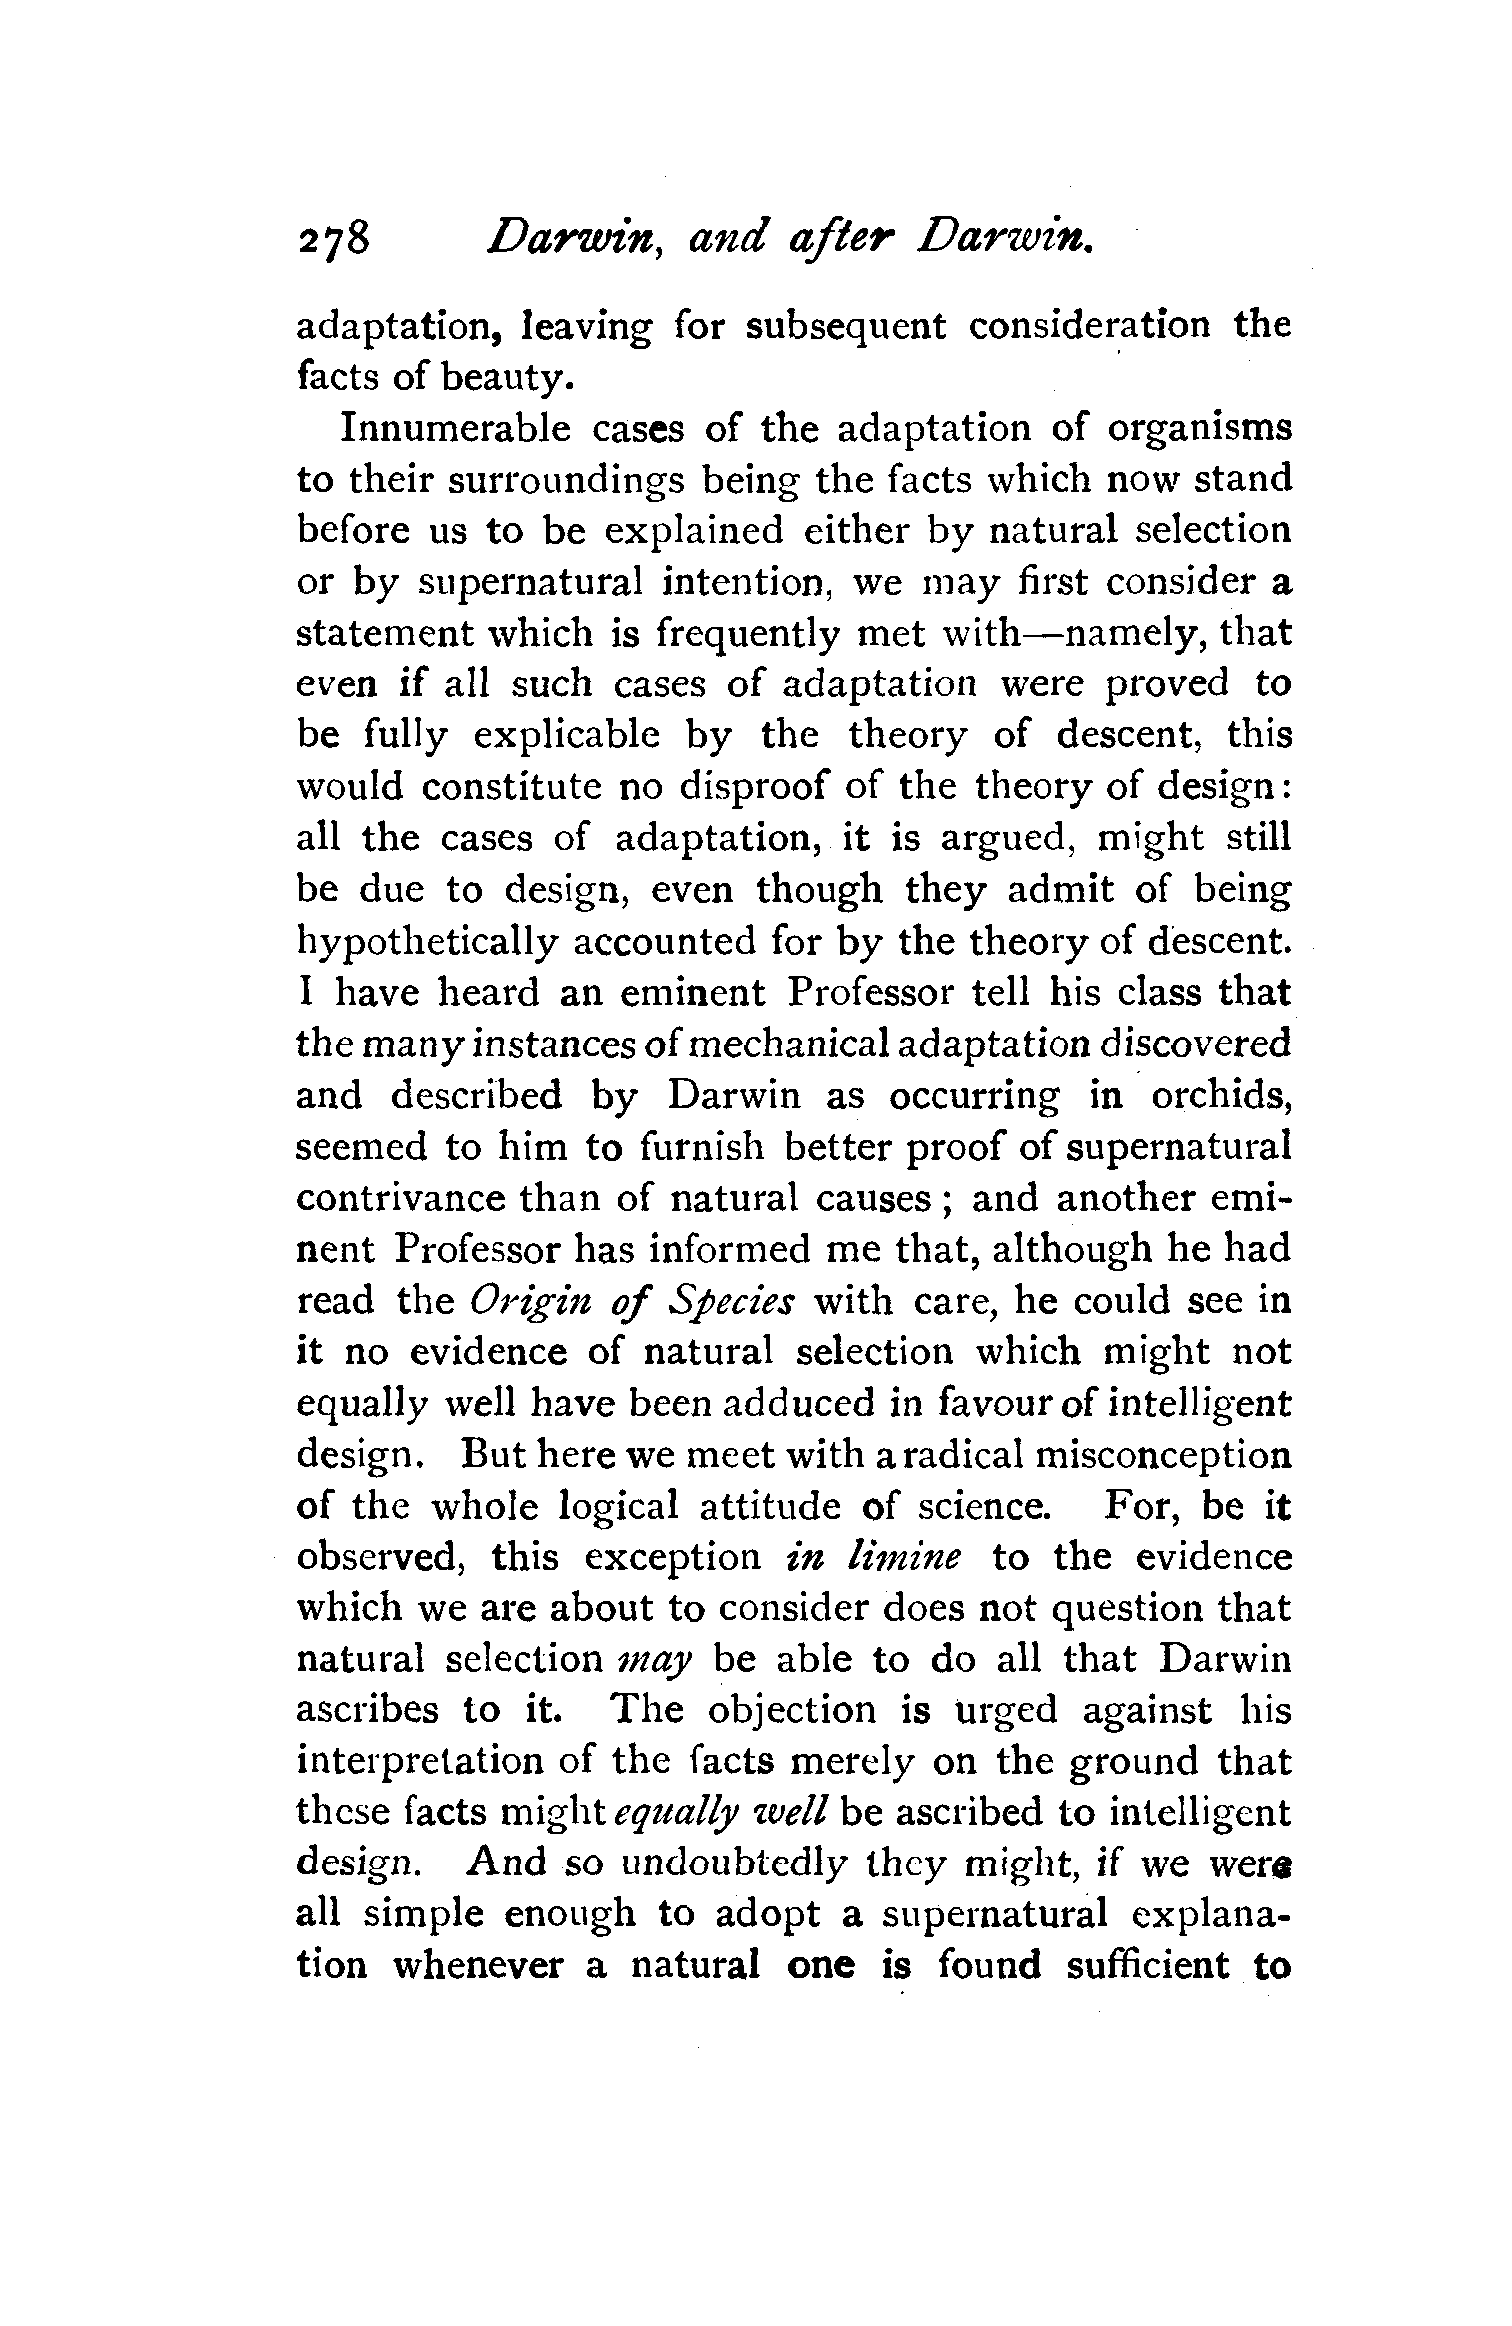 278 Darwin, and after Darwin.
adaptation, leaving for subsequent consideration the
facts of beauty.
Innumerable cases of the adaptation of organisms
to their surroundings being the facts which now stand
before us to be explained either by natural selection
or by supernatural intention, we may first consider a
statement which is frequently met with—namely, that
even if all such cases of adaptation were proved to
be fully explicable by the theory of descent, this
would constitute no disproof of the theory of design:
all the cases of adaptation, it is argued, might still
be due to design, even though they admit of being
hypothetically accounted for by the theory of descent.
I have heard an eminent Professor tell his class that
the many instances of mechanical adaptation discovered
and described by Darwin as occurring in orchids,
seemed to him to furnish better proof of supernatural
contrivance than of natural causes ; and another emi-
nent Professor has informed me that, although he had
read the Origin of Species with care, he could see in
it no evidence of natural selection which might not
equally well have been adduced in favour of intelligent
design. But here we meet with a radical misconception
of the whole logical attitude of science. For, be it
observed, this exception in limine to the evidence
which we are about to consider does not question that
natural selection may be able to do all that Darwin
ascribes to it. The objection is urged against his
interpretation of the facts merely on the ground that
these facts might equally well be ascribed to intelligent
design. And so undoubtedly they might, if we were
all simple enough to adopt a supernatural explana-
tion whenever a natural one is found sufficient to